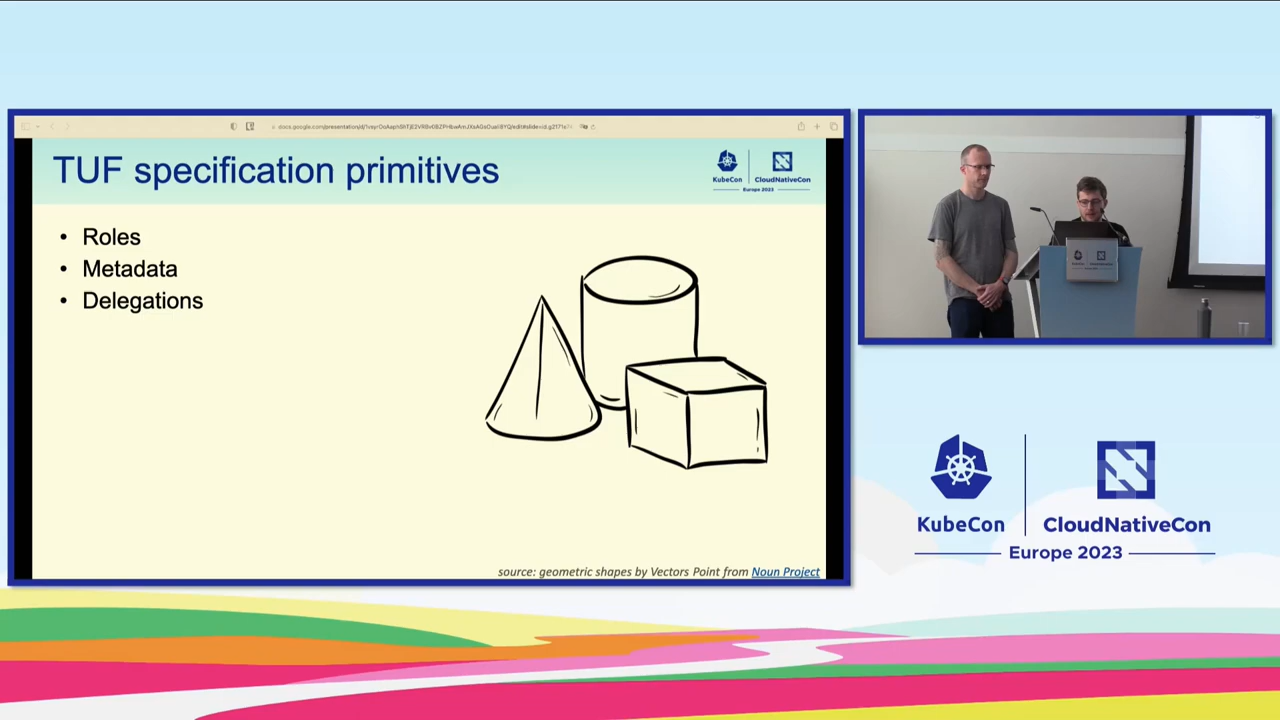 TUF specification primitives
KubeCon
CloudNativeCon
Europe 2023
• Roles
• Metadata
• Delegations
source: geometric shapes by Vectors Point from Noun Project
KubeCon
CloudNativeCon
Europe 2023